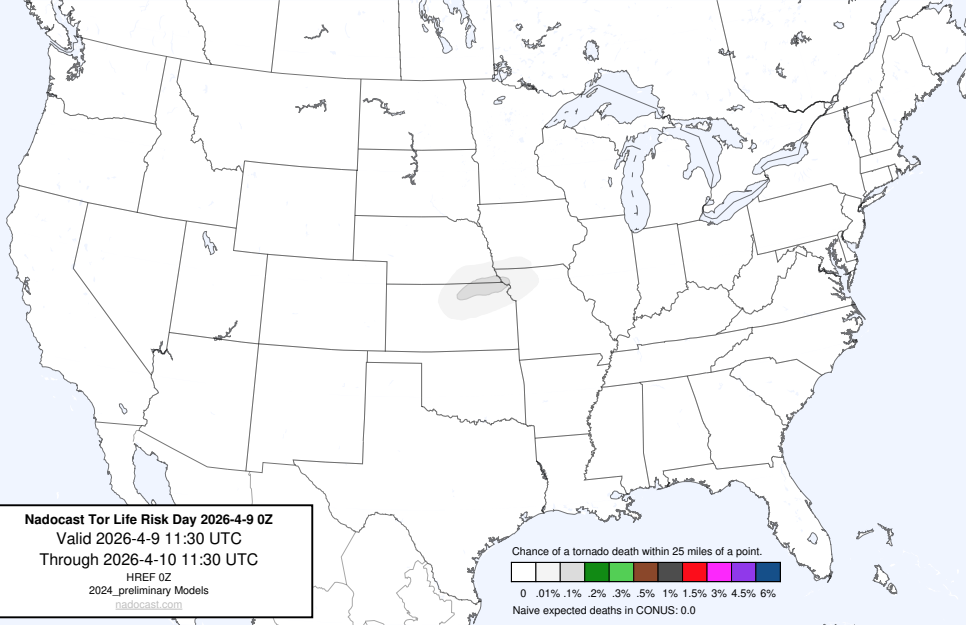 Nadocast Tor Life Risk Day 2026-4-9 0Z
Valid 2026-4-9 11:30 UTC
Through 2026-4-10 11:30 UTC
HREF 0Z
2024_preliminary Models
nadocast.com
Chance of a tornado death within 25 miles of a point.
0 .01% .1% .2% .3% .5% 1% 1.5% 3% 4.5% 6%
Naive expected deaths in CONUS: 0.0